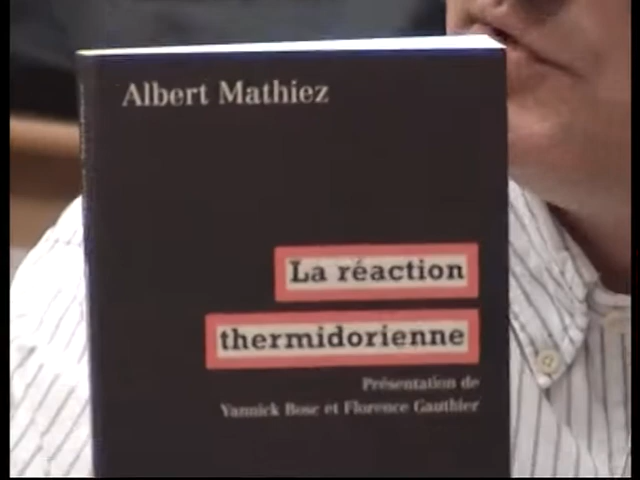 Albert Mathiez
La réaction
thermidorienne
Présentation de
Yannick Bosc et Florence Gauthier